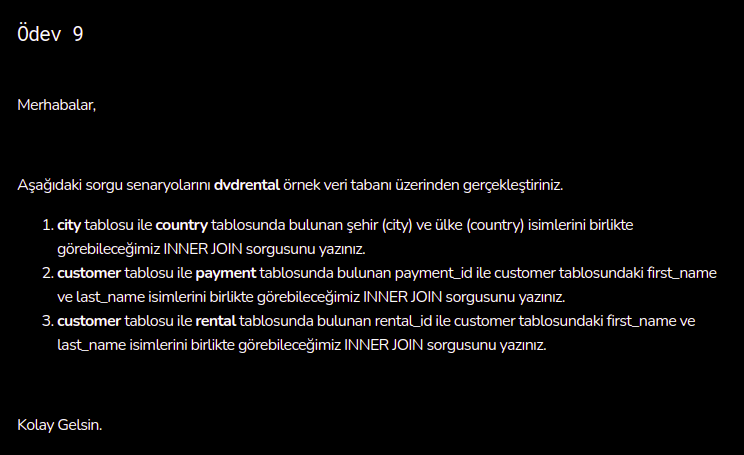 Ödev 9
Merhabalar,
Aşağıdaki sorgu senaryolarını dvdrental örnek veri tabanı üzerinden gerçekleştiriniz.
1. city tablosu ile country tablosunda bulunan şehir (city) ve ülke (country) isimlerini birlikte
görebileceğimiz INNER JOIN sorgusunu yazınız.
2. customer tablosu ile payment tablosunda bulunan payment_id ile customer tablosundaki first_name
ve last_name isimlerini birlikte görebileceğimiz INNER JOIN sorgusunu yazınız.
3. customer tablosu ile rental tablosunda bulunan rental_id ile customer tablosundaki first_name ve
last_name isimlerini birlikte görebileceğimiz INNER JOIN sorgusunu yazınız.
Kolay Gelsin.